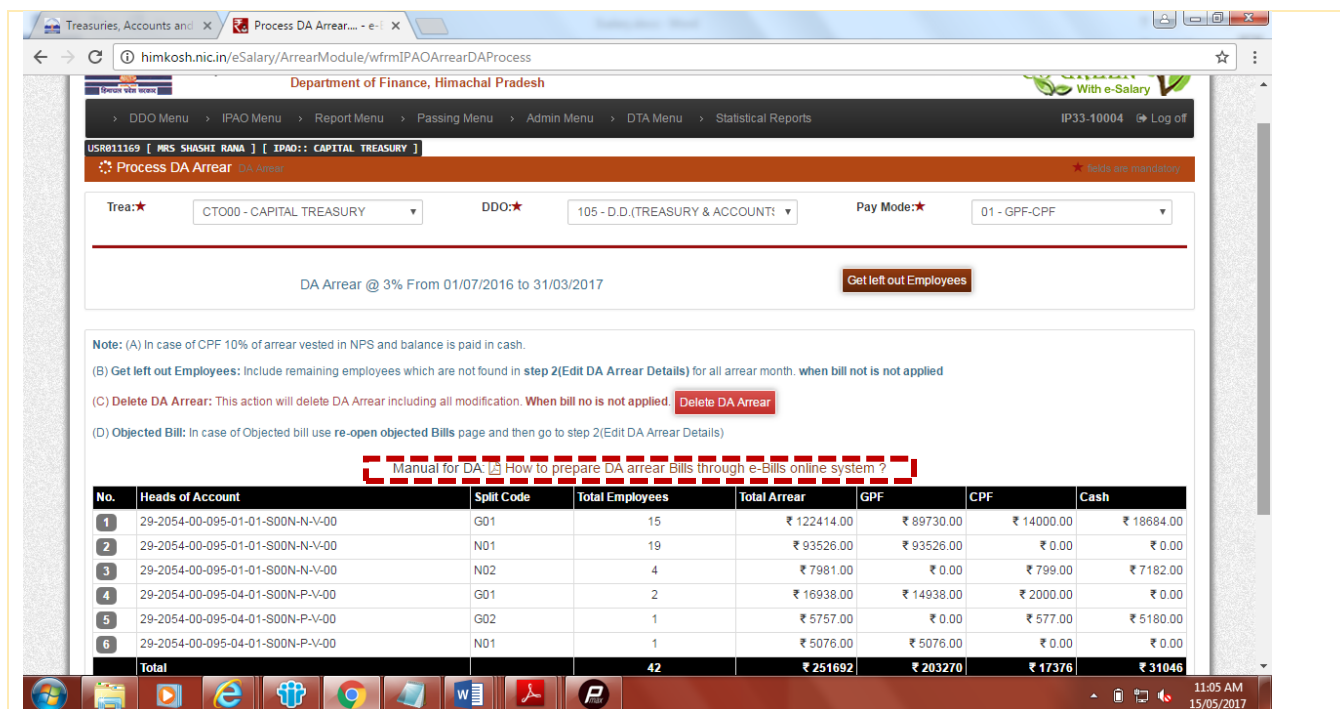 Treasuries, Accounts and
Process DA Arrear.... - e-
himkosh.nic.in/eSalary/ArrearModule/wfrmIPAOArrearDAProcess
Department of Finance, Himachal Pradesh
With e-Salary
हिमाचल प्रदेश सरकार
› DDO Menu › IPAO Menu › Report Menu › Passing Menu › Admin Menu › DTA Menu › Statistical Reports IP33-10004 Log off
USR011169 [ MRS SHASHI RANA ] [ IPAO:: CAPITAL TREASURY ]
Process DA Arrear DA Arrear ★ fields are mandatory
Trea:★ CTO00 - CAPITAL TREASURY DDO:★ 105 - D.D.(TREASURY & ACCOUNTS Pay Mode:★ 01 - GPF-CPF
DA Arrear @ 3% From 01/07/2016 to 31/03/2017 Get left out Employees
Note: (A) In case of CPF 10% of arrear vested in NPS and balance is paid in cash.
(B) Get left out Employees: Include remaining employees which are not found in step 2(Edit DA Arrear Details) for all arrear month. when bill not is not applied
(C) Delete DA Arrear: This action will delete DA Arrear including all modification. When bill no is not applied. Delete DA Arrear
(D) Objected Bill: In case of Objected bill use re-open objected Bills page and then go to step 2(Edit DA Arrear Details)
Manual for DA: How to prepare DA arrear Bills through e-Bills online system ?
No. Heads of Account Split Code Total Employees Total Arrear GPF CPF Cash
1 29-2054-00-095-01-01-S00N-N-V-00 G01 15 ₹ 122414.00 ₹ 89730.00 ₹ 14000.00 ₹ 18684.00
2 29-2054-00-095-01-01-S00N-N-V-00 N01 19 ₹ 93526.00 ₹ 93526.00 ₹ 0.00 ₹ 0.00
3 29-2054-00-095-01-01-S00N-N-V-00 N02 4 ₹ 7981.00 ₹ 0.00 ₹ 799.00 ₹ 7182.00
4 29-2054-00-095-04-01-S00N-P-V-00 G01 2 ₹ 16938.00 ₹ 14938.00 ₹ 2000.00 ₹ 0.00
5 29-2054-00-095-04-01-S00N-P-V-00 G02 1 ₹ 5757.00 ₹ 0.00 ₹ 577.00 ₹ 5180.00
6 29-2054-00-095-04-01-S00N-P-V-00 N01 1 ₹ 5076.00 ₹ 5076.00 ₹ 0.00 ₹ 0.00
Total 42 ₹ 251692 ₹ 203270 ₹ 17376 ₹ 31046
11:05 AM
15/05/2017